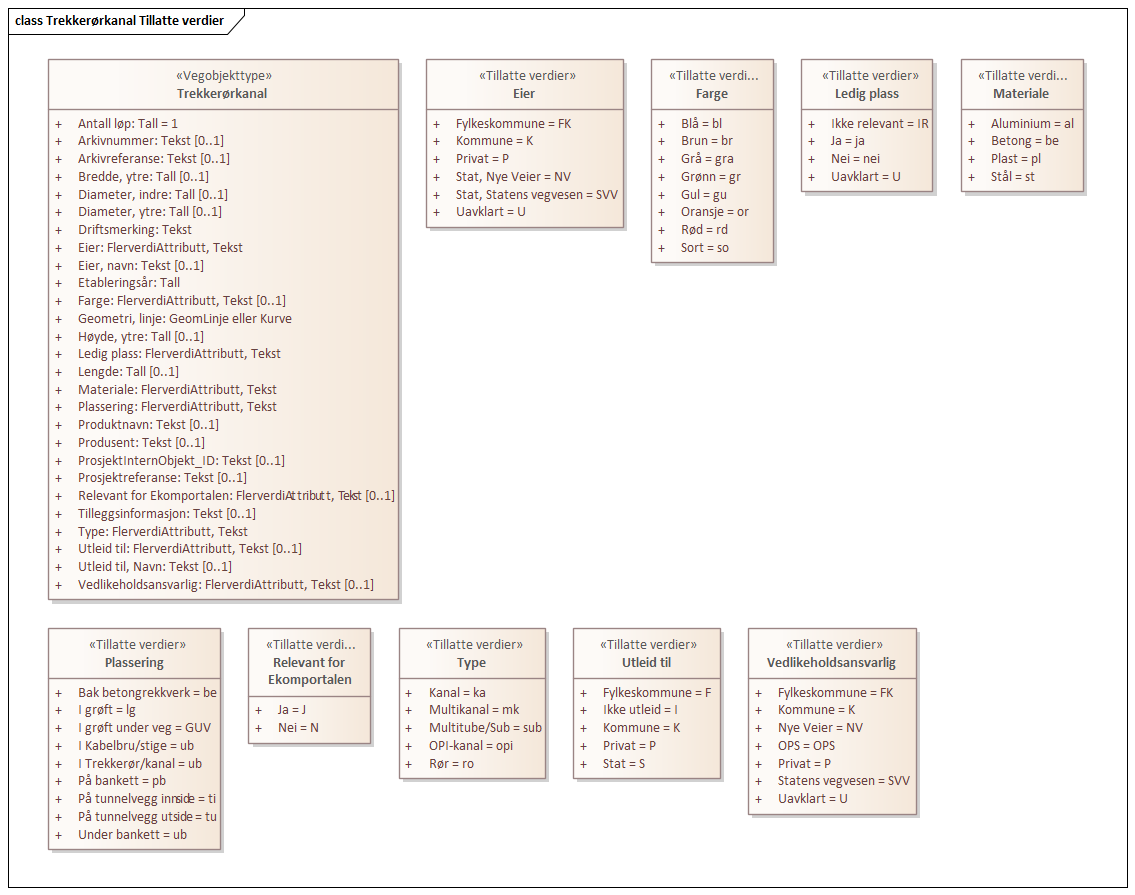 class Trekkerørkanal Tillatte verdier
«Vegobjekttype»
Trekkerørkanal
+ Antall løp: Tall = 1
+ Arkivnummer: Tekst [0..1]
+ Arkivreferanse: Tekst [0..1]
+ Bredde, ytre: Tall [0..1]
+ Diameter, indre: Tall [0..1]
+ Diameter, ytre: Tall [0..1]
+ Driftsmerking: Tekst
+ Eier: FlerverdiAttributt, Tekst
+ Eier, navn: Tekst [0..1]
+ Etableringsår: Tall
+ Farge: FlerverdiAttributt, Tekst [0..1]
+ Geometri, linje: GeomLinje eller Kurve
+ Høyde, ytre: Tall [0..1]
+ Ledig plass: FlerverdiAttributt, Tekst
+ Lengde: Tall [0..1]
+ Materiale: FlerverdiAttributt, Tekst
+ Plassering: FlerverdiAttributt, Tekst
+ Produktnavn: Tekst [0..1]
+ Produsent: Tekst [0..1]
+ ProsjektInternObjekt_ID: Tekst [0..1]
+ Prosjektreferanse: Tekst [0..1]
+ Relevant for Ekomportalen: FlerverdiAttributt, Tekst [0..1]
+ Tilleggsinformasjon: Tekst [0..1]
+ Type: FlerverdiAttributt, Tekst
+ Utleid til: FlerverdiAttributt, Tekst [0..1]
+ Utleid til, Navn: Tekst [0..1]
+ Vedlikeholdsansvarlig: FlerverdiAttributt, Tekst [0..1]
«Tillatte verdier»
Eier
+ Fylkeskommune = FK
+ Kommune = K
+ Privat = P
+ Stat, Nye Veier = NV
+ Stat, Statens vegvesen = SVV
+ Uavklart = U
«Tillatte verdi...
Farge
+ Blå = bl
+ Brun = br
+ Grå = gra
+ Grønn = gr
+ Gul = gu
+ Oransje = or
+ Rød = rd
+ Sort = so
«Tillatte verdier»
Ledig plass
+ Ikke relevant = IR
+ Ja = ja
+ Nei = nei
+ Uavklart = U
«Tillatte verdi...
Materiale
+ Aluminium = al
+ Betong = be
+ Plast = pl
+ Stål = st
«Tillatte verdier»
Plassering
+ Bak betongrekkverk = be
+ I grøft = lg
+ I grøft under veg = GUV
+ I Kabelbru/stige = ub
+ I Trekkerør/kanal = ub
+ På bankett = pb
+ På tunnelvegg innside = ti
+ På tunnelvegg utside = tu
+ Under bankett = ub
«Tillatte verdi...
Relevant for
Ekomportalen
+ Ja = J
+ Nei = N
«Tillatte verdier»
Type
+ Kanal = ka
+ Multikanal = mk
+ Multitube/Sub = sub
+ OPI-kanal = opi
+ Rør = ro
«Tillatte verdier»
Utleid til
+ Fylkeskommune = F
+ Ikke utleid = I
+ Kommune = K
+ Privat = P
+ Stat = S
«Tillatte verdier»
Vedlikeholdsansvarlig
+ Fylkeskommune = FK
+ Kommune = K
+ Nye Veier = NV
+ OPS = OPS
+ Privat = P
+ Statens vegvesen = SVV
+ Uavklart = U